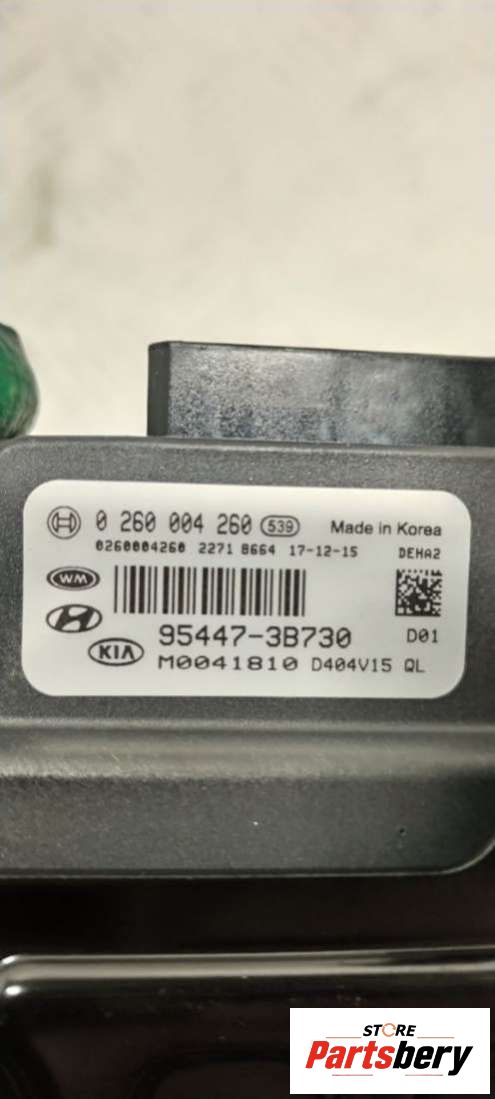 0 260 004 260 539 Made in Korea
0260004260 2271 8664 17-12-15 DEHA2
WM
95447-3B730 D01
KIA
M0041810 D404V15 QL
STORE
Partsbery